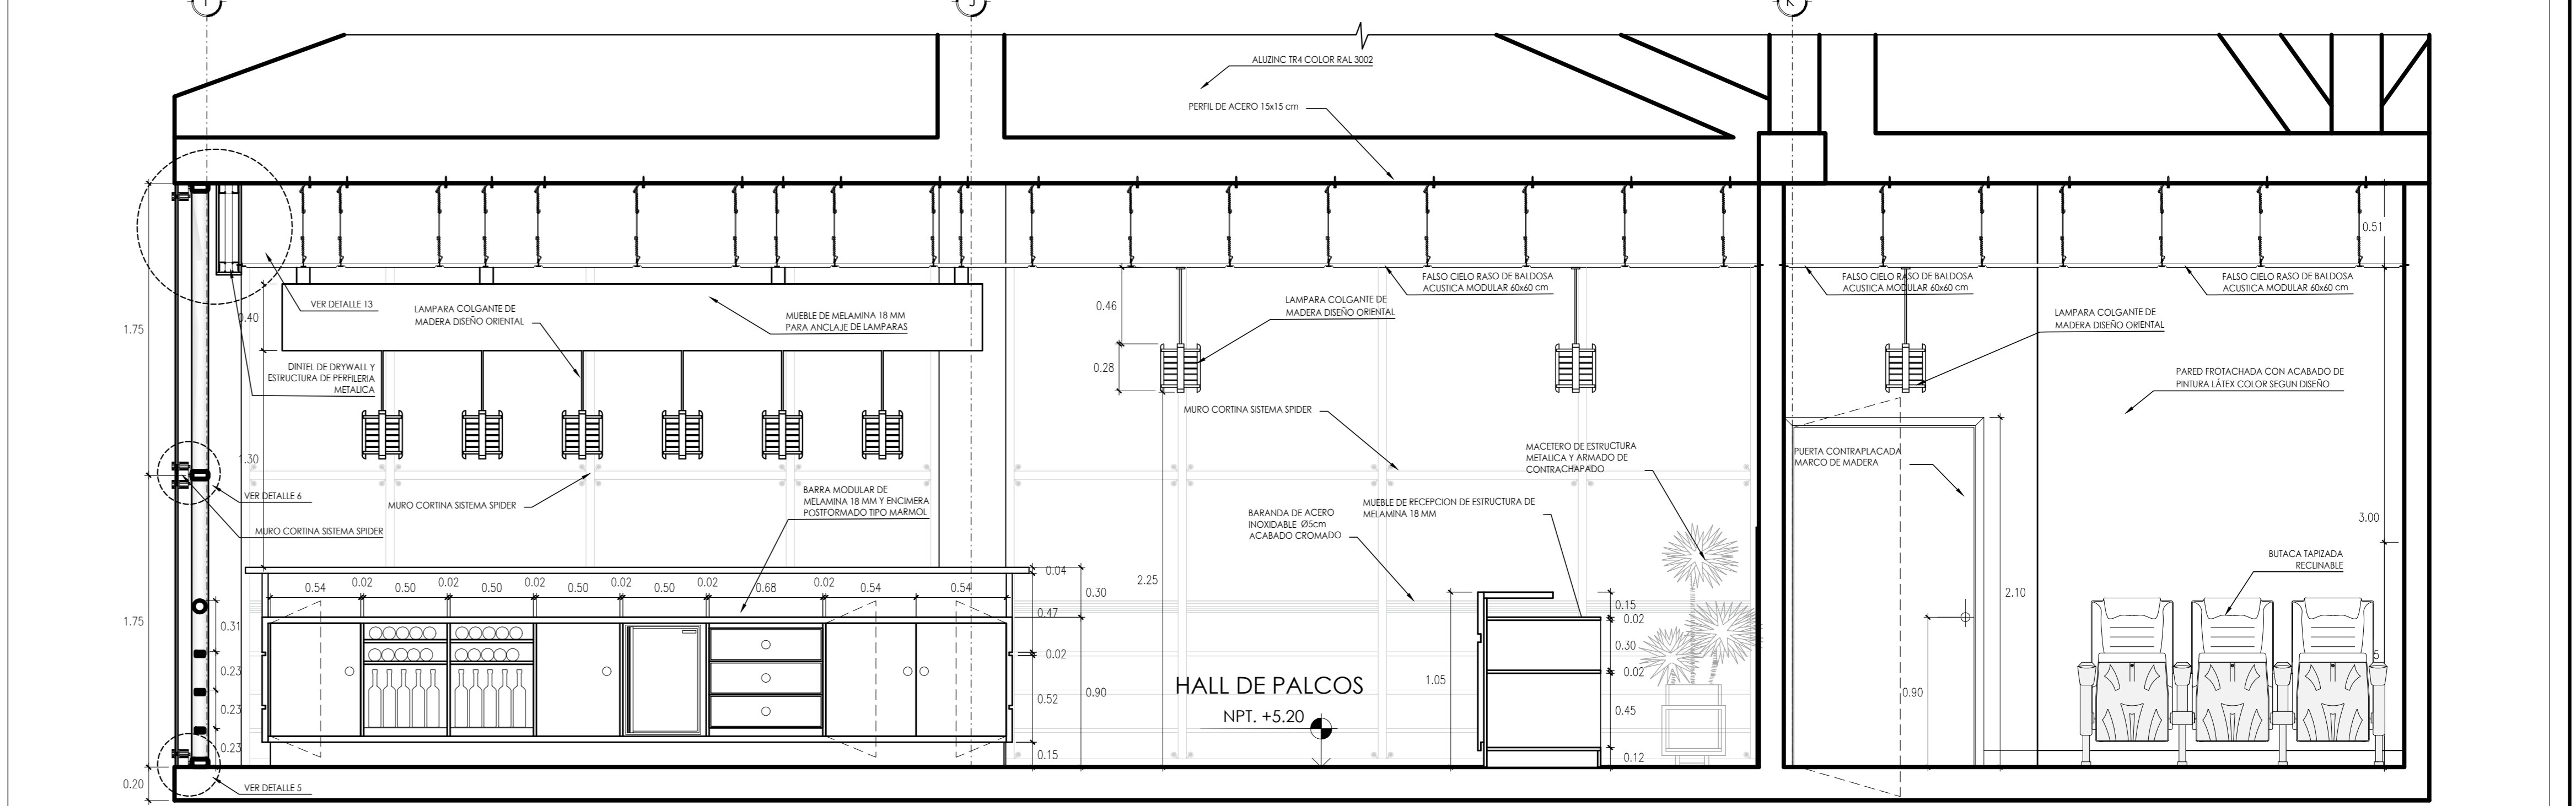 J
K
ALUZINC TR4 COLOR RAL 3002
PERFIL DE ACERO 15x15 cm
0.51
FALSO CIELO RASO DE BALDOSA
ACUSTICA MODULAR 60x60 cm
FALSO CIELO RASO DE BALDOSA
ACUSTICA MODULAR 60x60 cm
FALSO CIELO RASO DE BALDOSA
ACUSTICA MODULAR 60x60 cm
VER DETALLE 13
0.40
1.75
LAMPARA COLGANTE DE
MADERA DISEÑO ORIENTAL
MUEBLE DE MELAMINA 18 MM
PARA ANCLAJE DE LAMPARAS
0.46
0.28
LAMPARA COLGANTE DE
MADERA DISEÑO ORIENTAL
LAMPARA COLGANTE DE
MADERA DISEÑO ORIENTAL
DINTEL DE DRYWALL Y
ESTRUCTURA DE PERFILERIA
METALICA
PARED FROTACHADA CON ACABADO DE
PINTURA LÁTEX COLOR SEGUN DISEÑO
MURO CORTINA SISTEMA SPIDER
1.30
MACETERO DE ESTRUCTURA
METALICA Y ARMADO DE
CONTRACHAPADO
PUERTA CONTRAPLACADA
MARCO DE MADERA
VER DETALLE 6
MURO CORTINA SISTEMA SPIDER
BARRA MODULAR DE
MELAMINA 18 MM Y ENCIMERA
POSTFORMADO TIPO MARMOL
MUEBLE DE RECEPCION DE ESTRUCTURA DE
MELAMINA 18 MM
BARANDA DE ACERO
INOXIDABLE Ø5cm
ACABADO CROMADO
MURO CORTINA SISTEMA SPIDER
3.00
BUTACA TAPIZADA
RECLINABLE
0.54
0.02
0.50
0.02
0.50
0.02
0.50
0.02
0.50
0.02
0.68
0.02
0.54
0.54
0.04
0.30
0.47
0.02
0.52
0.90
0.15
2.25
1.05
0.15
0.02
0.30
0.02
0.45
0.12
2.10
0.90
5
1.75
0.31
0.23
0.23
0.23
0.20
HALL DE PALCOS
NPT. +5.20
VER DETALLE 5